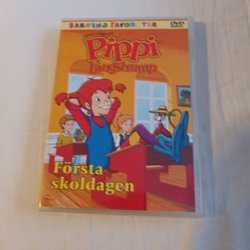 BARNENS FAVORITER
DVD
Pippi
Långstrump
Första
skoldagen